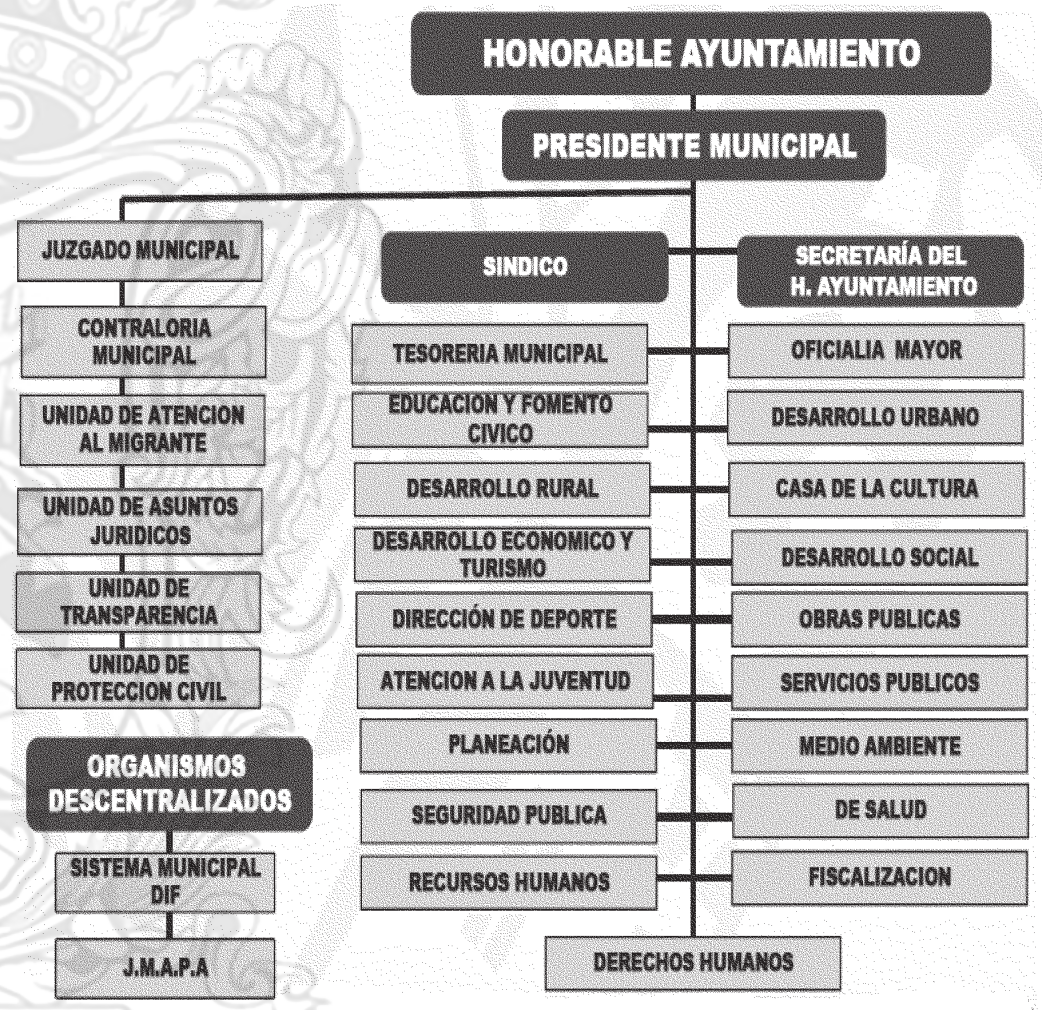 HONORABLE AYUNTAMIENTO
PRESIDENTE MUNICIPAL
JUZGADO MUNICIPAL
CONTRALORIA
MUNICIPAL
UNIDAD DE ATENCION
AL MIGRANTE
UNIDAD DE ASUNTOS
JURIDICOS
UNIDAD DE
TRANSPARENCIA
UNIDAD DE
PROTECCION CIVIL
ORGANISMOS
DESCENTRALIZADOS
SISTEMA MUNICIPAL
DIF
J.M.A.P.A
SINDICO
SECRETARÍA DEL
H. AYUNTAMIENTO
TESORERIA MUNICIPAL
OFICIALIA MAYOR
EDUCACION Y FOMENTO
CIVICO
DESARROLLO URBANO
DESARROLLO RURAL
CASA DE LA CULTURA
DESARROLLO ECONOMICO Y
TURISMO
DESARROLLO SOCIAL
DIRECCIÓN DE DEPORTE
OBRAS PUBLICAS
ATENCION A LA JUVENTUD
SERVICIOS PUBLICOS
PLANEACIÓN
MEDIO AMBIENTE
SEGURIDAD PUBLICA
DE SALUD
RECURSOS HUMANOS
FISCALIZACION
DERECHOS HUMANOS